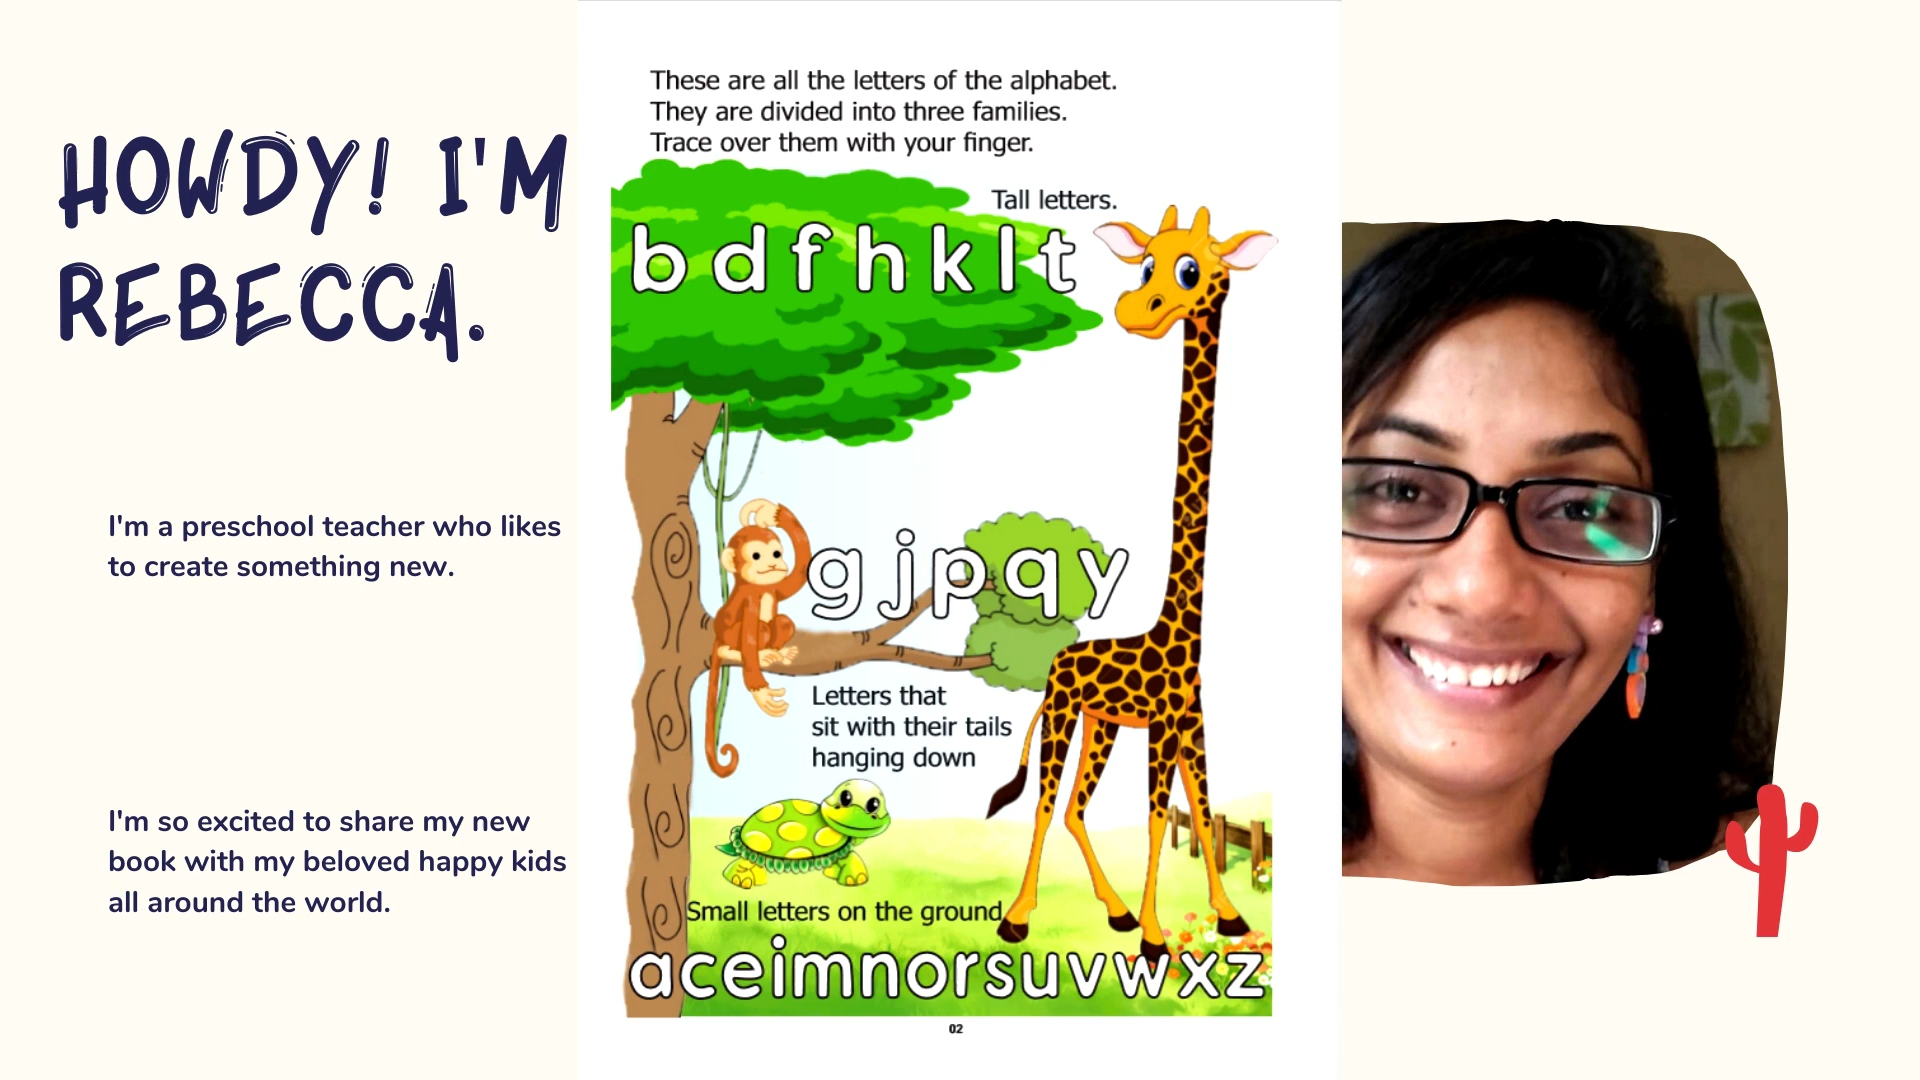 HOWDY! I'M
REBECCA.
I'm a preschool teacher who likes
to create something new.
I'm so excited to share my new
book with my beloved happy kids
all around the world.
These are all the letters of the alphabet.
They are divided into three families.
Trace over them with your finger.
Tall letters.
b d f h k l t
g j p q y
Letters that
sit with their tails
hanging down
Small letters on the ground.
a c e i m n o r s u v w x z
02